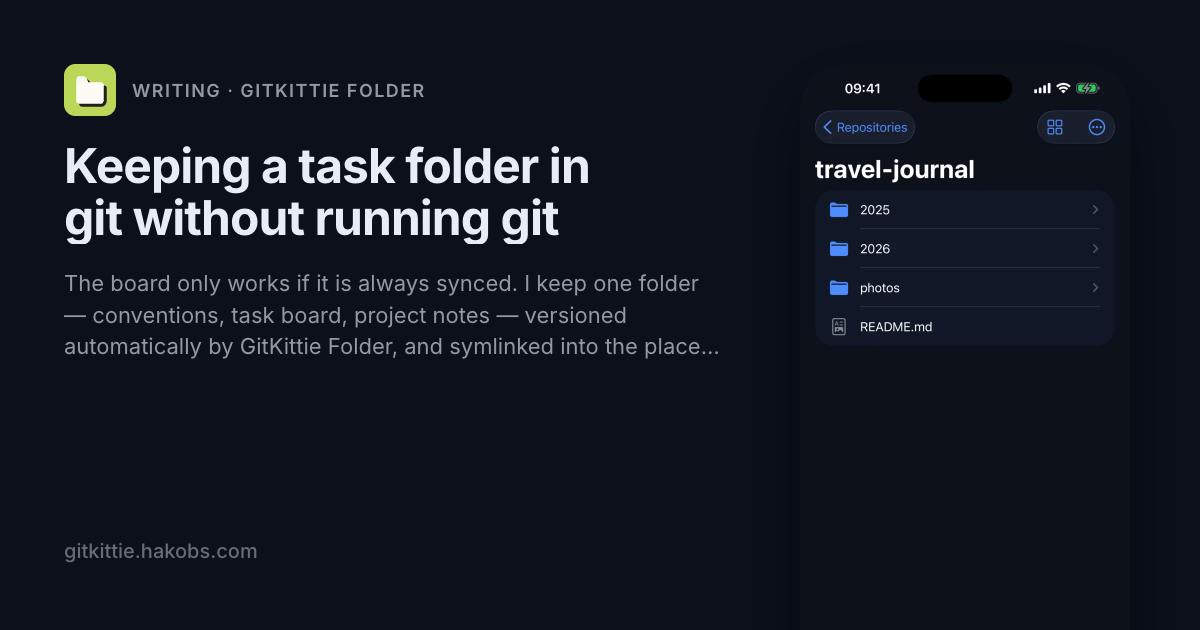 WRITING · GITKITTIE FOLDER
Keeping a task folder in
git without running git
The board only works if it is always synced. I keep one folder
— conventions, task board, project notes — versioned
automatically by GitKittie Folder, and symlinked into the place…
gitkittie.hakobs.com
09:41
Repositories
travel-journal
2025
2026
photos
README.md